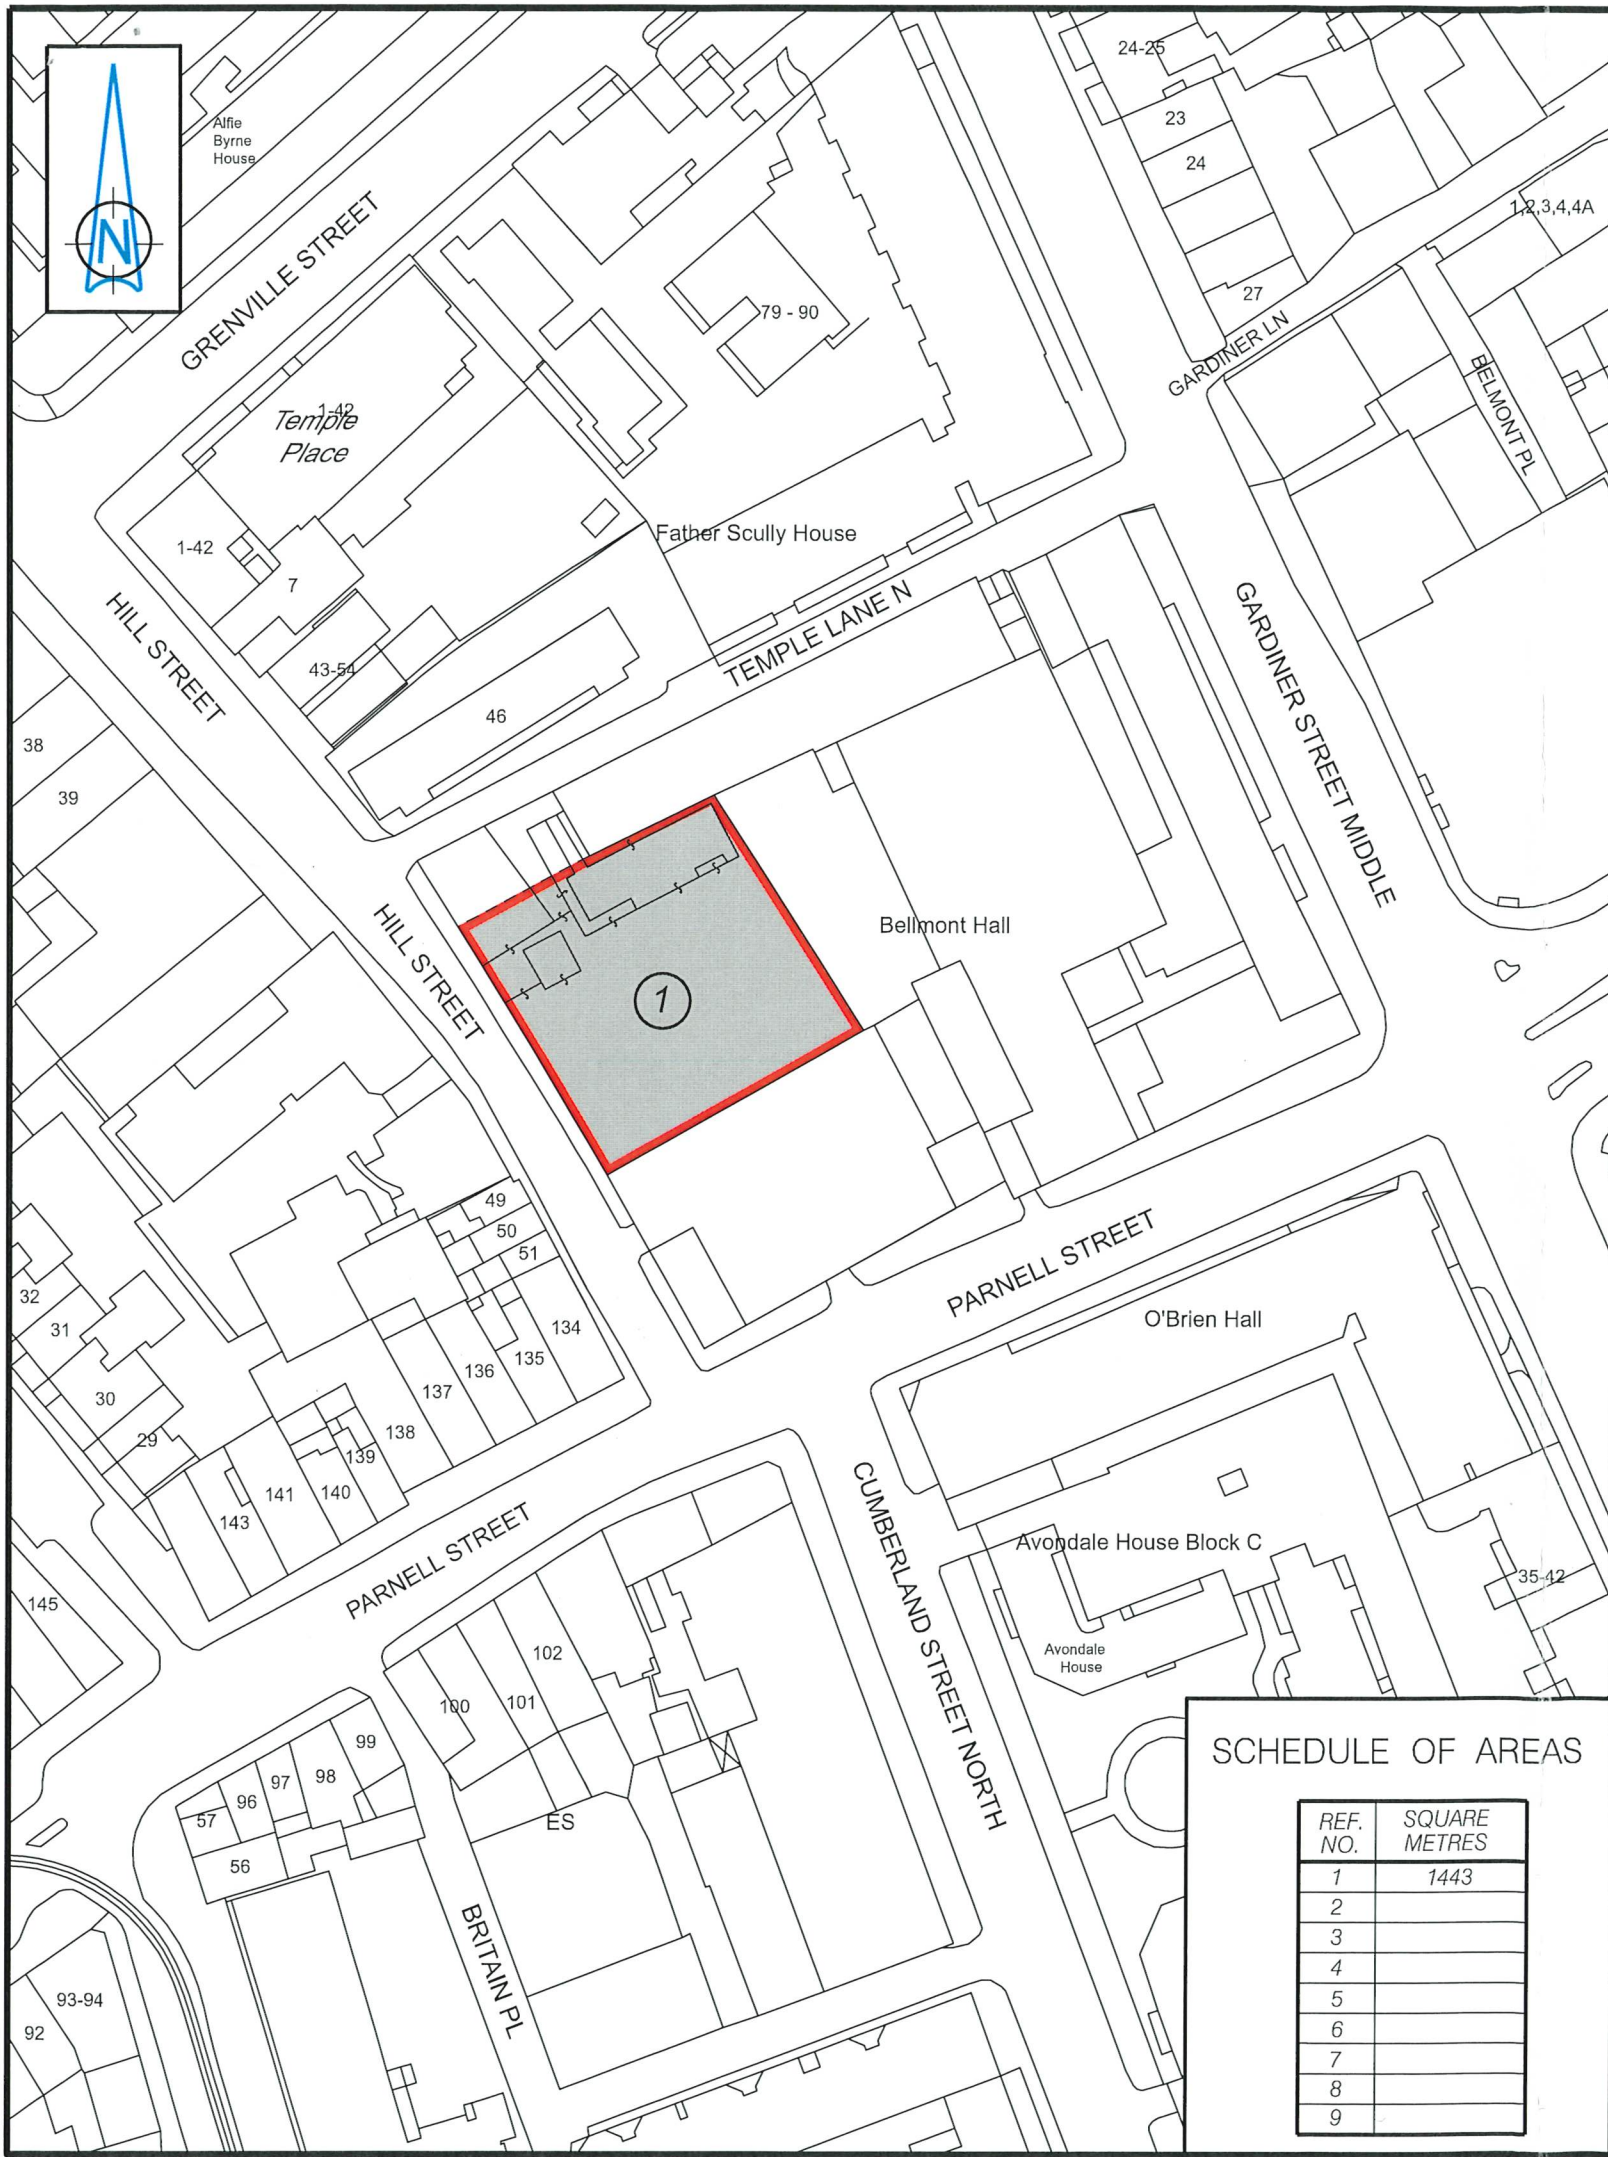 24-25
Alfie
Byrne
House
23
24
1,2,3,4,4A
N
GRENVILLE STREET
27
79 - 90
GARDINER LN
BELMONT PL
1-42
Temple
Place
Father Scully House
1-42
7
HILL STREET
TEMPLE LANE N
GARDINER STREET MIDDLE
43-54
46
38
39
HILL STREET
Bellmont Hall
1
49
50
51
PARNELL STREET
32
31
134
O'Brien Hall
135
136
137
30
138
29
139
140
141
143
PARNELL STREET
CUMBERLAND STREET NORTH
Avondale House Block C
35-42
145
102
Avondale
House
101
100
99
98
97
96
57
56
ES
BRITAIN PL
93-94
92
SCHEDULE OF AREAS
REF. NO. SQUARE METRES
1 1443
2
3
4
5
6
7
8
9